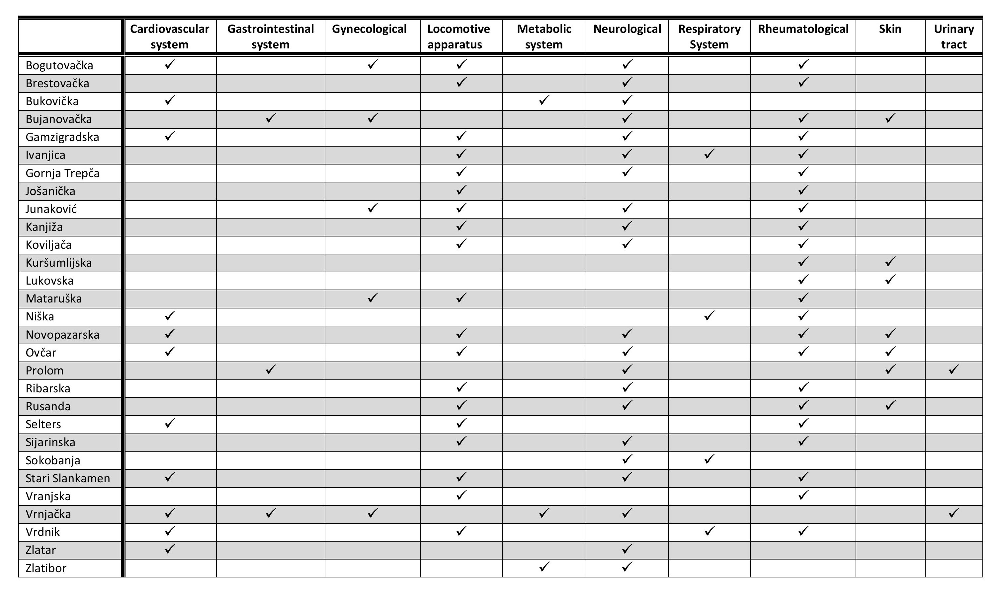 Cardiovascular system Gastrointestinal system Gynecological Locomotive apparatus Metabolic system Neurological Respiratory System Rheumatological Skin Urinary tract
Bogutovačka ✓ ✓ ✓ ✓ ✓
Brestovačka ✓ ✓ ✓
Bukovička ✓ ✓ ✓
Bujanovačka ✓ ✓ ✓ ✓ ✓
Gamzigradska ✓ ✓ ✓ ✓
Ivanjica ✓ ✓ ✓ ✓
Gornja Trepča ✓ ✓ ✓
Jošanička ✓ ✓
Junaković ✓ ✓ ✓ ✓
Kanjiža ✓ ✓ ✓
Koviljača ✓ ✓ ✓
Kuršumlijska ✓ ✓
Lukovska ✓ ✓
Mataruška ✓ ✓ ✓
Niška ✓ ✓ ✓
Novopazarska ✓ ✓ ✓ ✓ ✓
Ovčar ✓ ✓ ✓ ✓ ✓
Prolom ✓ ✓ ✓ ✓
Ribarska ✓ ✓ ✓
Rusanda ✓ ✓ ✓ ✓
Selters ✓ ✓ ✓
Sijarinska ✓ ✓ ✓
Sokobanja ✓ ✓
Stari Slankamen ✓ ✓ ✓ ✓
Vranjska ✓ ✓
Vrnjačka ✓ ✓ ✓ ✓ ✓ ✓
Vrdnik ✓ ✓ ✓ ✓
Zlatar ✓ ✓
Zlatibor ✓ ✓